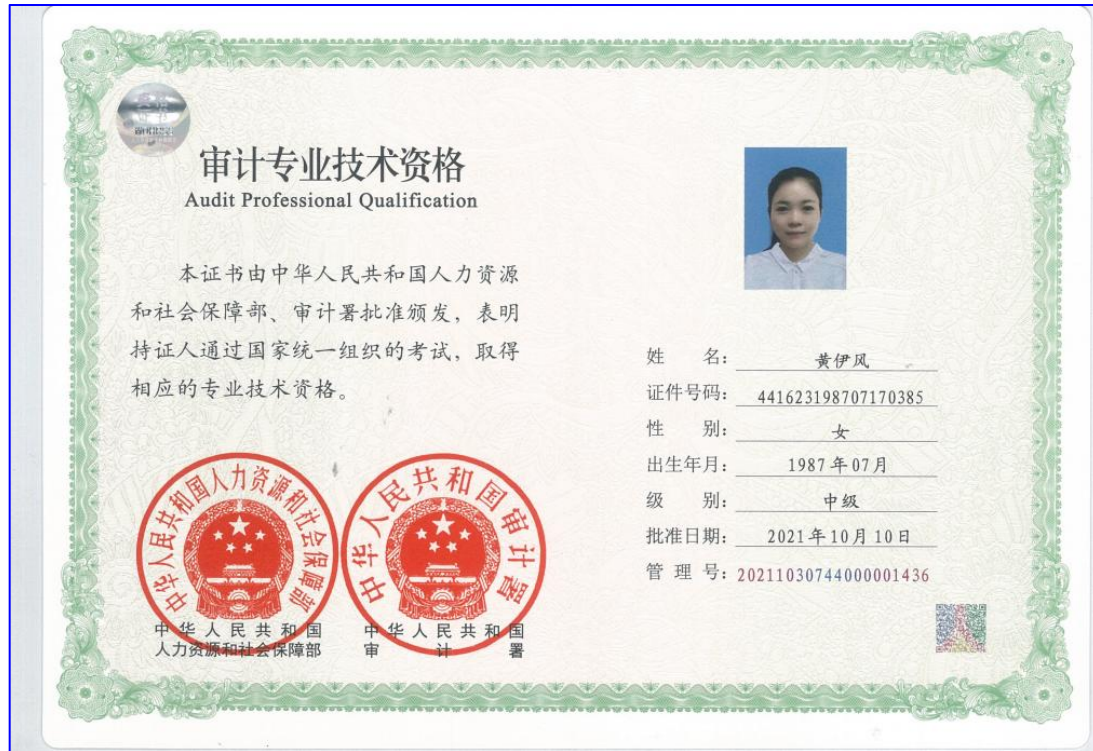 审计专业技术资格
Audit Professional Qualification
本证书由中华人民共和国人力资源
和社会保障部、审计署批准颁发，表明
持证人通过国家统一组织的考试，取得
相应的专业技术资格。
姓 名： 黄伊风
证件号码： 441623198707170385
性 别： 女
出生年月： 1987年07月
级 别： 中级
批准日期： 2021年10月10日
管 理 号： 20211030744000001436
中华人民共和国人力资源和社会保障部
中华人民共和国审计署
中华人民共和国
人力资源和社会保障部
中华人民共和国
审 计 署